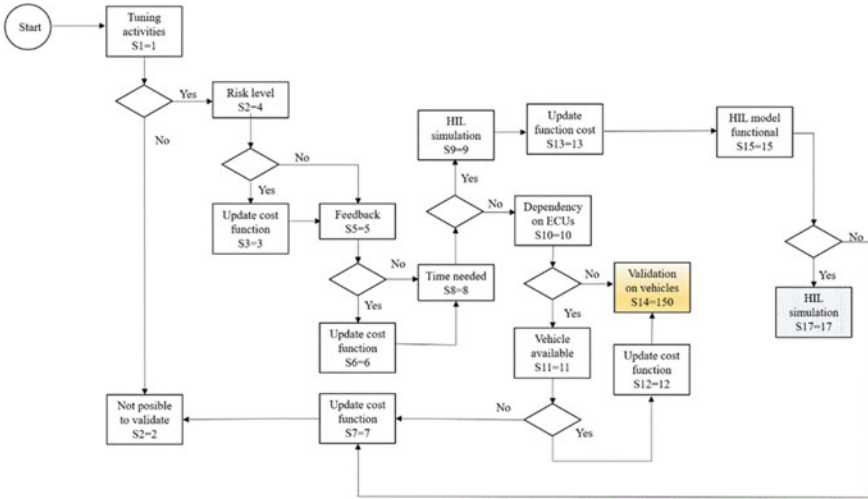 Start
Tuning
activities
S1=1
Yes
No
Risk level
S2=4
No
Yes
Update cost
function
S3=3
Feedback
S5=5
No
Yes
Update cost
function
S6=6
Time needed
S8=8
Yes
No
HIL
simulation
S9=9
Update
function cost
S13=13
HIL model
functional
S15=15
No
Yes
HIL
simulation
S17=17
Dependency
on ECUs
S10=10
No
Yes
Validation
on vehicles
S14=150
Vehicle
available
S11=11
Update cost
function
S12=12
No
Yes
Update cost
function
S7=7
Not posible
to validate
S2=2